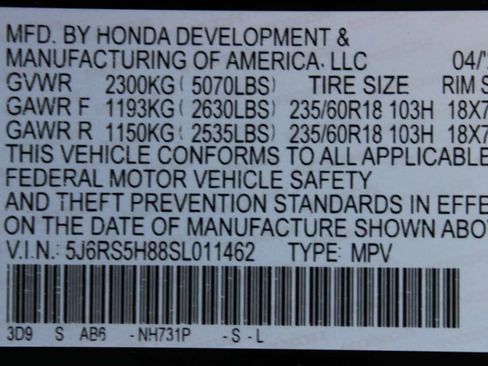 MFD. BY HONDA DEVELOPMENT &
MANUFACTURING OF AMERICA, LLC 04/'
GVWR 2300KG (5070LBS) TIRE SIZE RIM S
GAWR F 1193KG (2630LBS) 235/60R18 103H 18X7
GAWR R 1150KG (2535LBS) 235/60R18 103H 18X7
THIS VEHICLE CONFORMS TO ALL APPLICABLE
FEDERAL MOTOR VEHICLE SAFETY
AND THEFT PREVENTION STANDARDS IN EFFE
ON THE DATE OF MANUFACTURE SHOWN ABO
V.I.N.: 5J6RS5H88SL011462 TYPE: MPV
3D9 S AB6 -NH731P -S-L